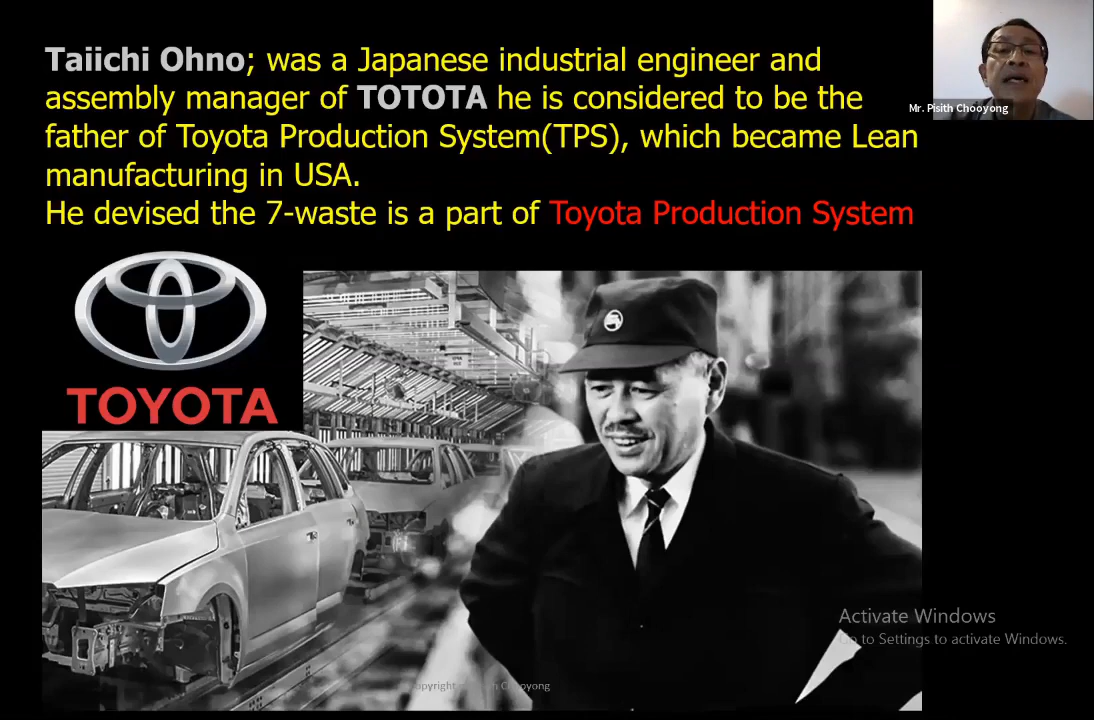 Taiichi Ohno; was a Japanese industrial engineer and
assembly manager of TOTOTA he is considered to be the
father of Toyota Production System(TPS), which became Lean
manufacturing in USA.
He devised the 7-waste is a part of Toyota Production System
Mr. Pisith Chooyong
TOYOTA
Activate Windows
Go to Settings to activate Windows.